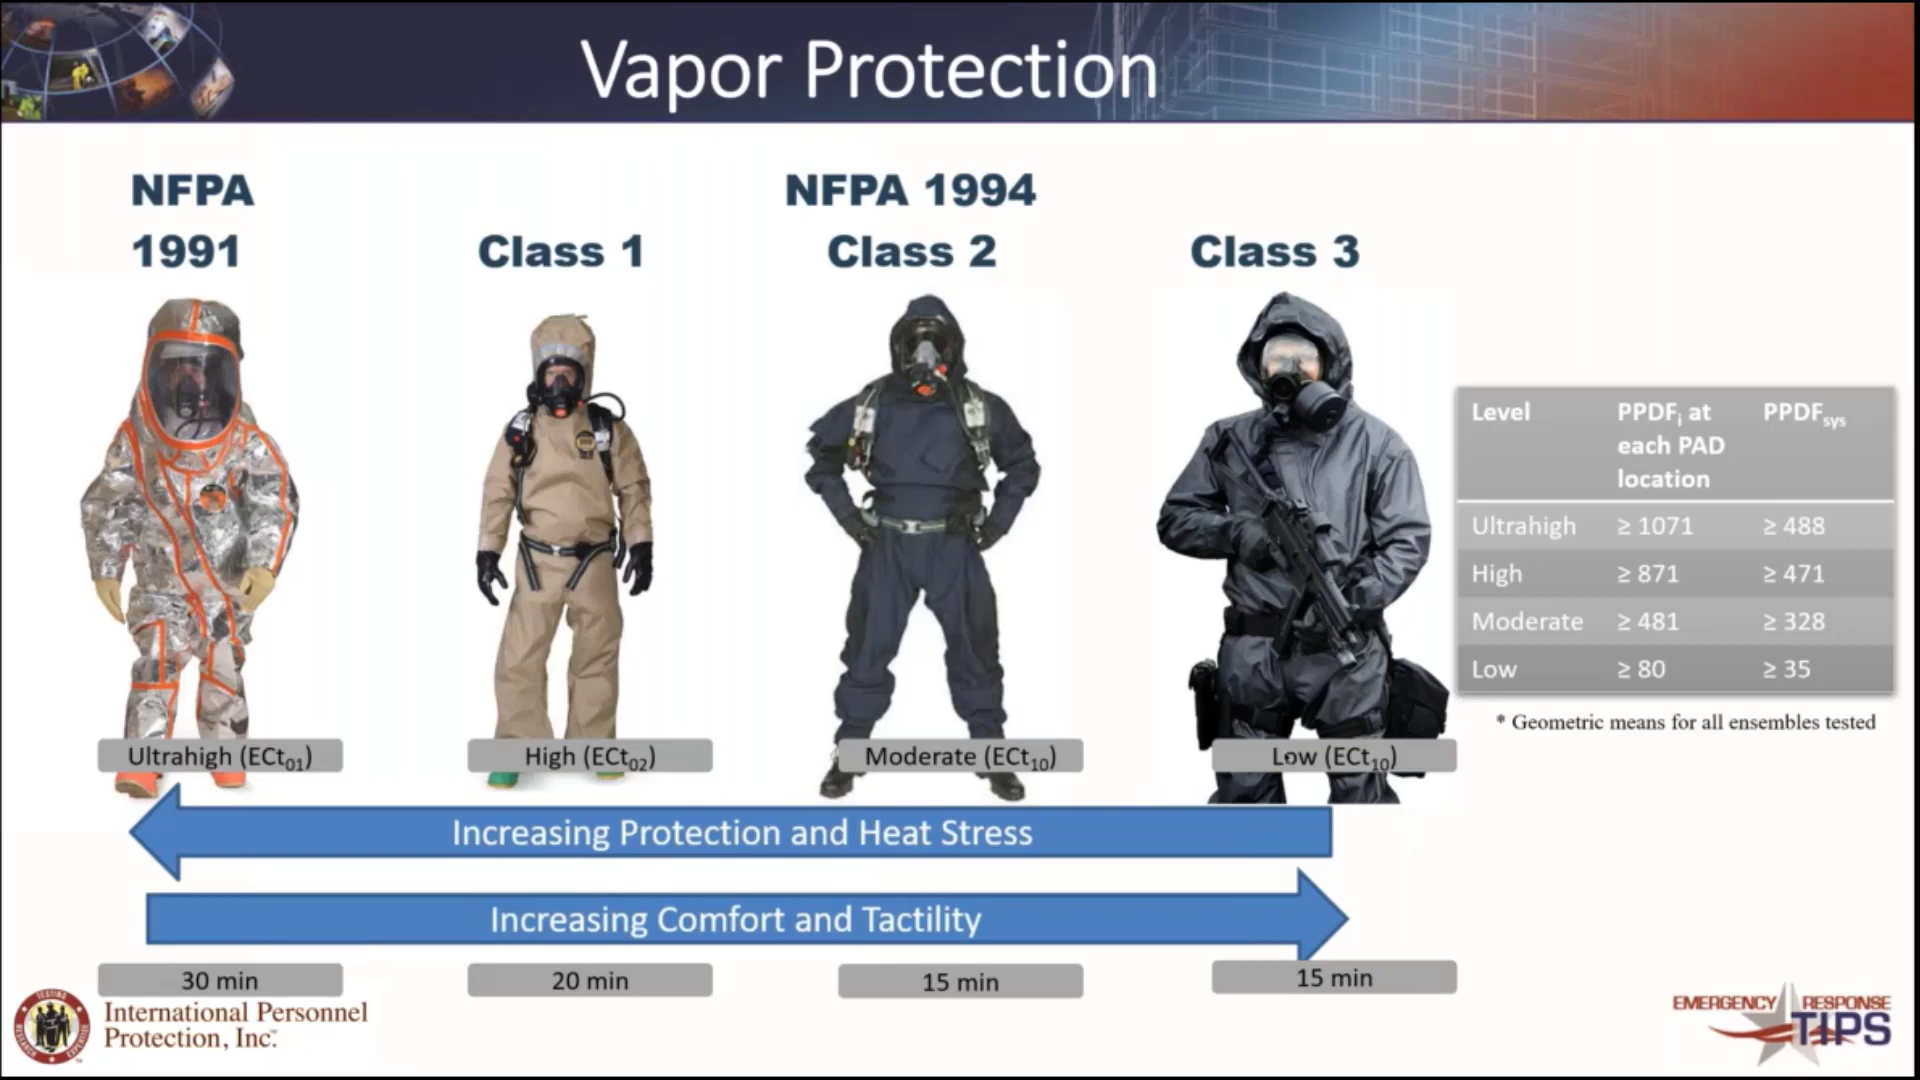 Vapor Protection
NFPA
1991
Class 1
NFPA 1994
Class 2
Class 3
Level PPDFi at each PAD location PPDFsys
Ultrahigh ≥ 1071 ≥ 488
High ≥ 871 ≥ 471
Moderate ≥ 481 ≥ 328
Low ≥ 80 ≥ 35
* Geometric means for all ensembles tested
Ultrahigh (ECt01)
High (ECt02)
Moderate (ECt10)
Low (ECt10)
Increasing Protection and Heat Stress
Increasing Comfort and Tactility
30 min
20 min
15 min
15 min
TESTING
RESEARCH
EXPERTISE
International Personnel
Protection, Inc.
EMERGENCY RESPONSE
TIPS